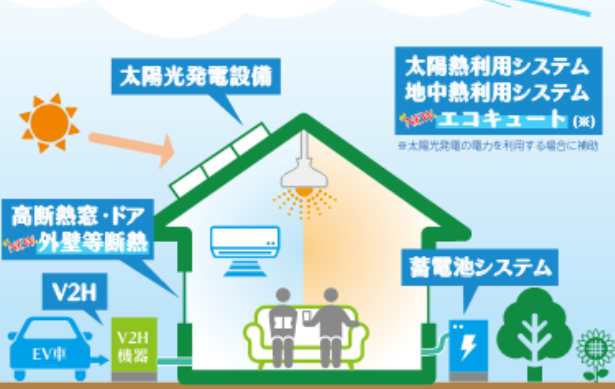 太陽光発電設備
太陽熱利用システム
地中熱利用システム
NEW エコキュート(※)
※太陽光発電の電力を利用する場合に補助
高断熱窓・ドア
NEW 外壁等断熱
V2H
蓄電池システム
EV車
V2H
機器